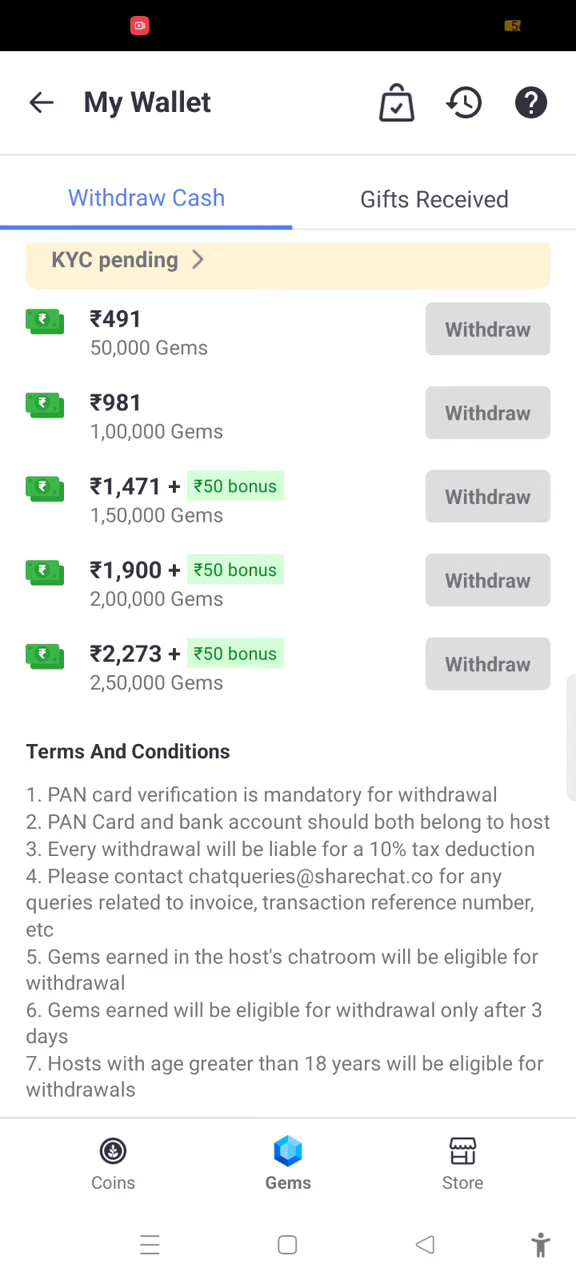 My Wallet
Withdraw Cash
Gifts Received
KYC pending
₹491
50,000 Gems
Withdraw
₹981
1,00,000 Gems
Withdraw
₹1,471 + ₹50 bonus
1,50,000 Gems
Withdraw
₹1,900 + ₹50 bonus
2,00,000 Gems
Withdraw
₹2,273 + ₹50 bonus
2,50,000 Gems
Withdraw
Terms And Conditions
1. PAN card verification is mandatory for withdrawal
2. PAN Card and bank account should both belong to host
3. Every withdrawal will be liable for a 10% tax deduction
4. Please contact chatqueries@sharechat.co for any
queries related to invoice, transaction reference number,
etc
5. Gems earned in the host's chatroom will be eligible for
withdrawal
6. Gems earned will be eligible for withdrawal only after 3
days
7. Hosts with age greater than 18 years will be eligible for
withdrawals
Coins
Gems
Store